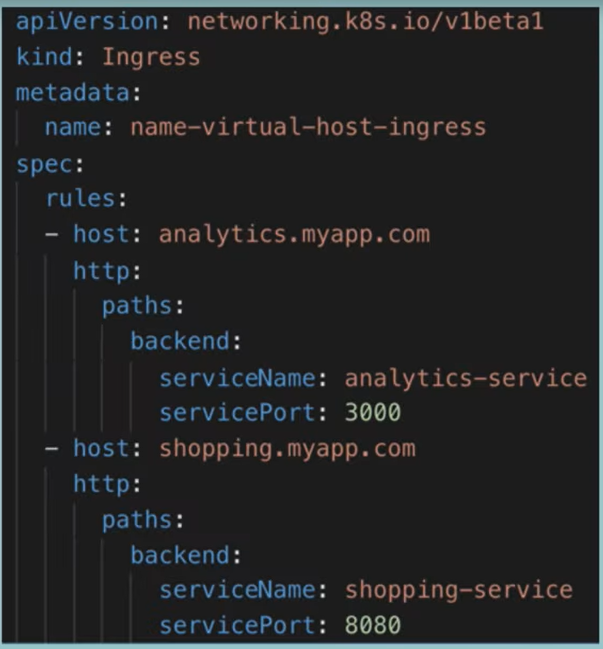 apiVersion: networking.k8s.io/v1beta1
kind: Ingress
metadata:
  name: name-virtual-host-ingress
spec:
  rules:
  - host: analytics.myapp.com
    http:
      paths:
        backend:
          serviceName: analytics-service
          servicePort: 3000
  - host: shopping.myapp.com
    http:
      paths:
        backend:
          serviceName: shopping-service
          servicePort: 8080